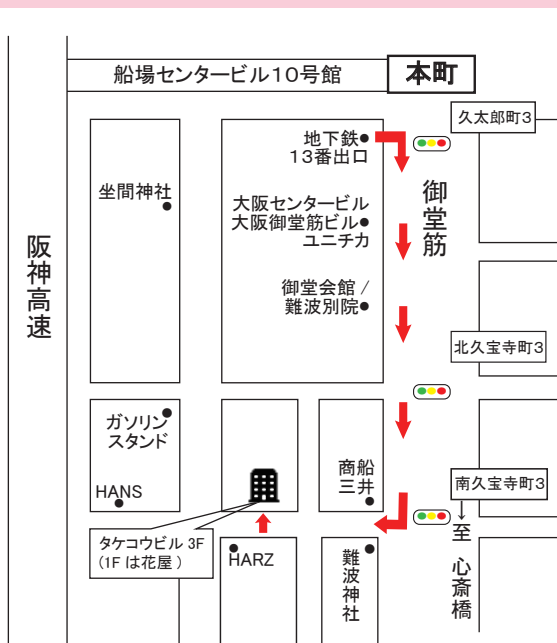 船場センタービル10号館
本町
久太郎町3
地下鉄
13番出口
坐間神社
大阪センタービル
大阪御堂筋ビル
ユニチカ
御堂筋
阪神高速
御堂会館 /
難波別院
北久宝寺町3
ガソリン
スタンド
HANS
商船
三井
南久宝寺町3
→至 心斎橋
タケコウビル 3F
(1F は花屋 )
HARZ
難波神社